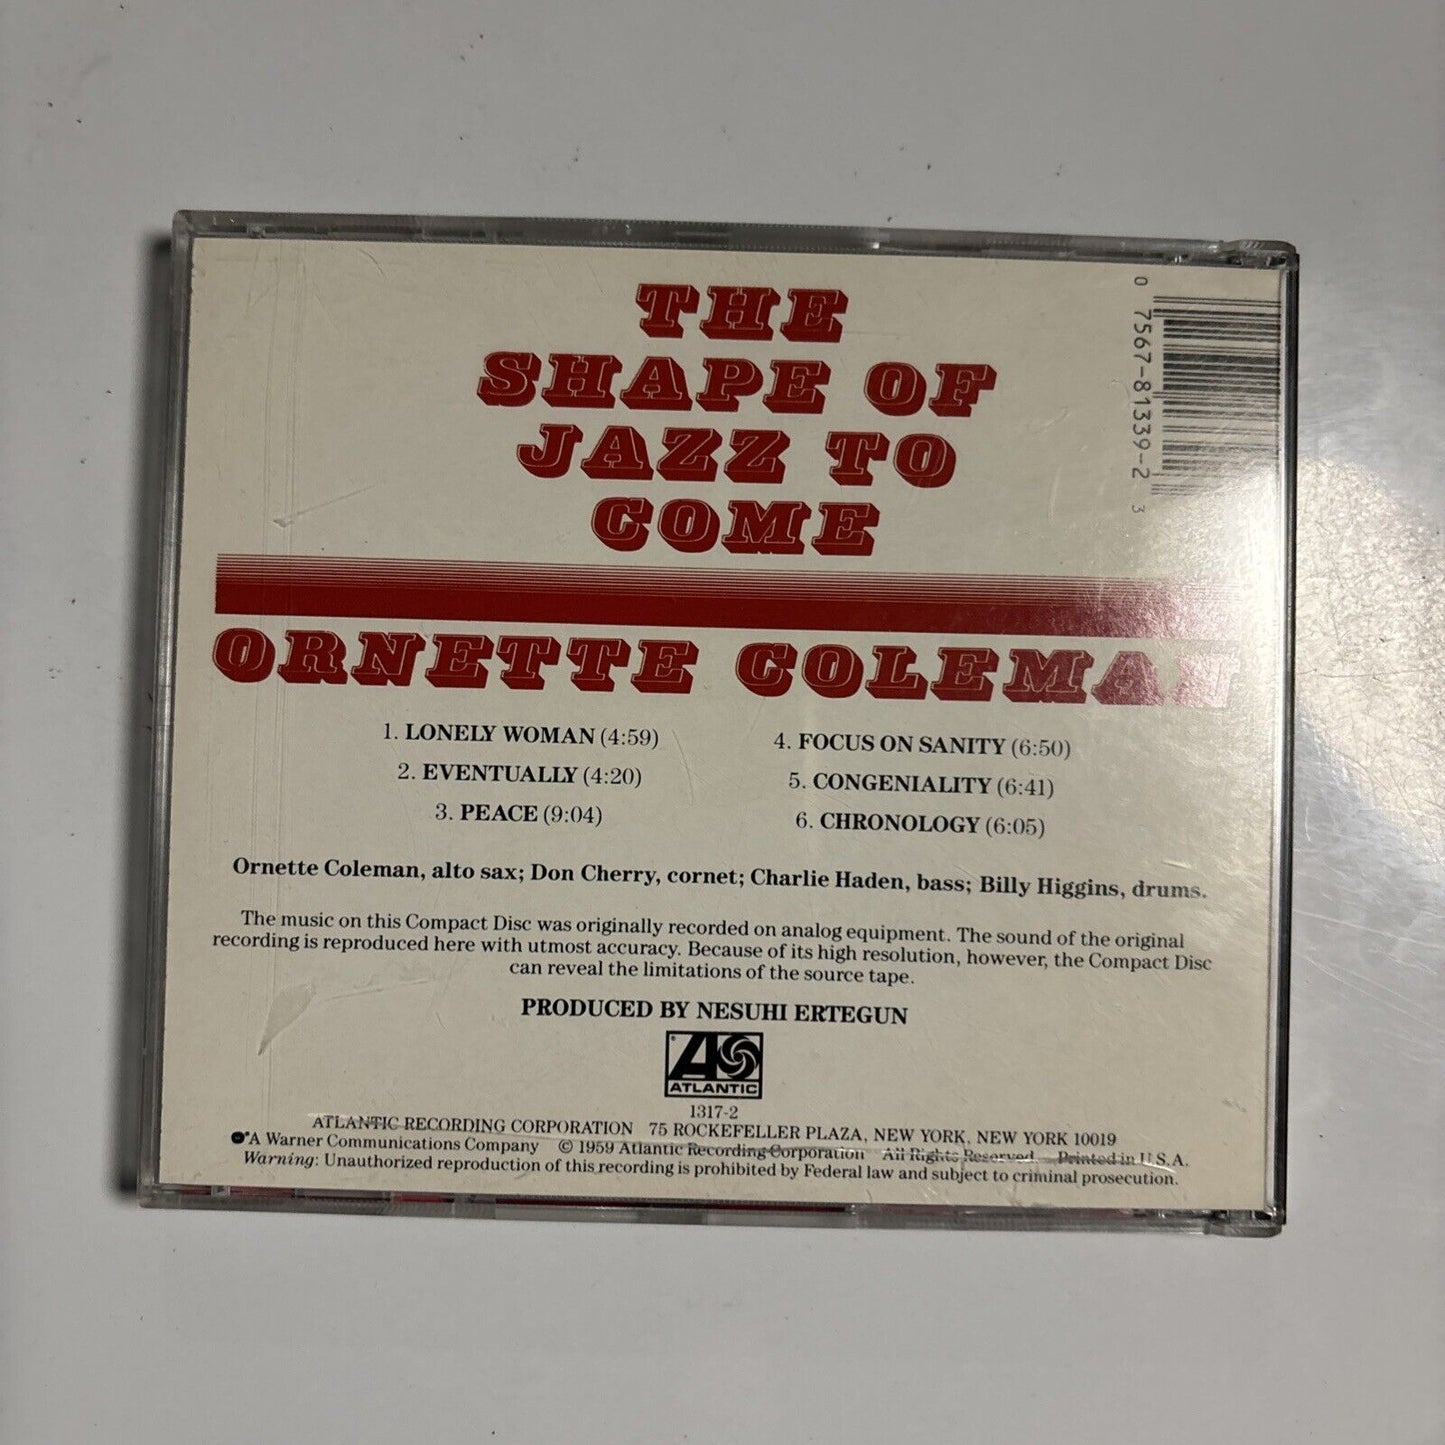 THE
SHAPE OF
JAZZ TO
COME
0 7567-81339-2 3
ORNETTE COLEMAN
1. LONELY WOMAN (4:59)
2. EVENTUALLY (4:20)
3. PEACE (9:04)
4. FOCUS ON SANITY (6:50)
5. CONGENIALITY (6:41)
6. CHRONOLOGY (6:05)
Ornette Coleman, alto sax; Don Cherry, cornet; Charlie Haden, bass; Billy Higgins, drums.
The music on this Compact Disc was originally recorded on analog equipment. The sound of the original
recording is reproduced here with utmost accuracy. Because of its high resolution, however, the Compact Disc
can reveal the limitations of the source tape.
PRODUCED BY NESUHI ERTEGUN
ATLANTIC
1317-2
ATLANTIC RECORDING CORPORATION 75 ROCKEFELLER PLAZA, NEW YORK, NEW YORK 10019
A Warner Communications Company © 1959 Atlantic Recording Corporation All Rights Reserved. Printed in U.S.A.
Warning: Unauthorized reproduction of this recording is prohibited by Federal law and subject to criminal prosecution.